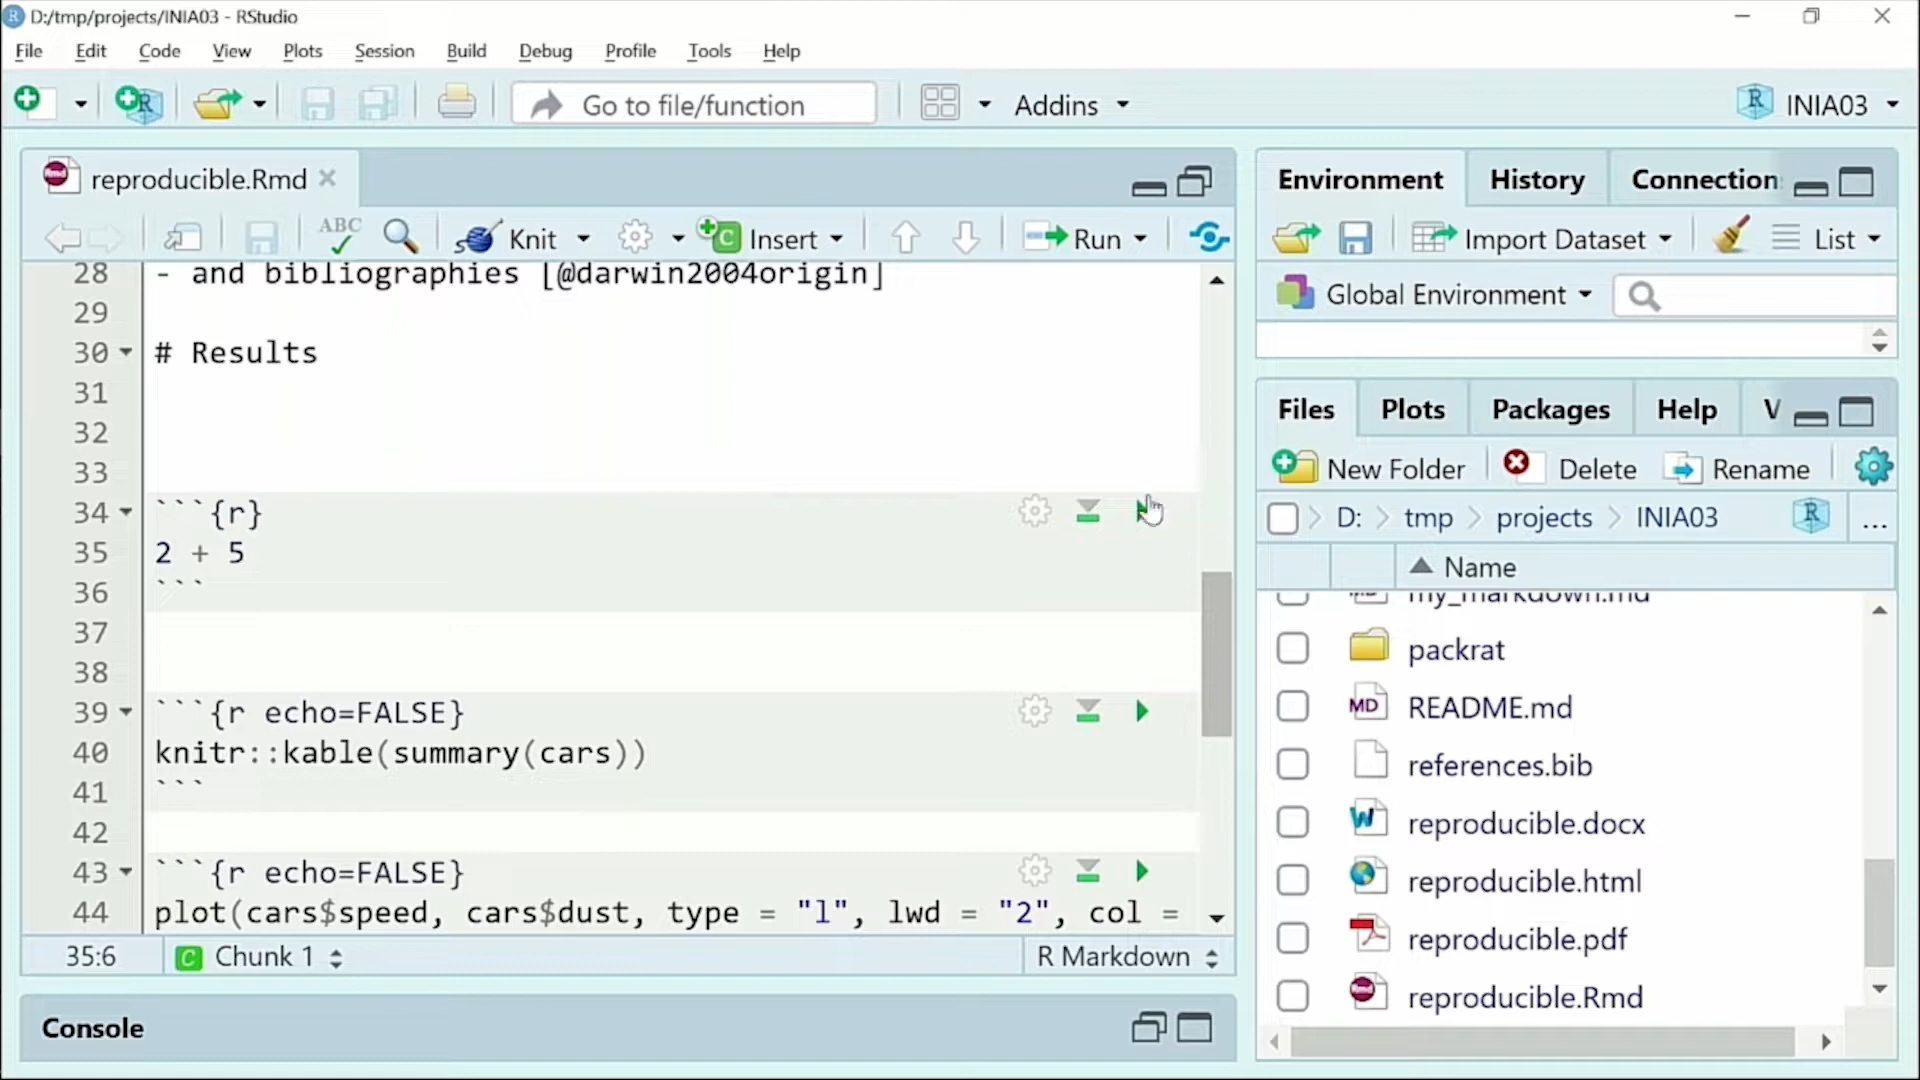 D:/tmp/projects/INIA03 - RStudio
File Edit Code View Plots Session Build Debug Profile Tools Help
Go to file/function Addins INIA03
reproducible.Rmd
ABC Knit Insert Run
28 - and bibliographies [@darwin2004origin]
29
30 # Results
31
32
33
34 ```{r}
35 2 + 5
36 ```
37
38
39 ```{r echo=FALSE}
40 knitr::kable(summary(cars))
41 ```
42
43 ```{r echo=FALSE}
44 plot(cars$speed, cars$dust, type = "l", lwd = "2", col =
35:6 C Chunk 1 R Markdown
Console
Environment History Connection
Import Dataset List
Global Environment
Files Plots Packages Help V
New Folder Delete Rename
D: tmp projects INIA03 ...
Name
my_markdown.md
packrat
MD README.md
references.bib
W reproducible.docx
reproducible.html
reproducible.pdf
Rmd reproducible.Rmd